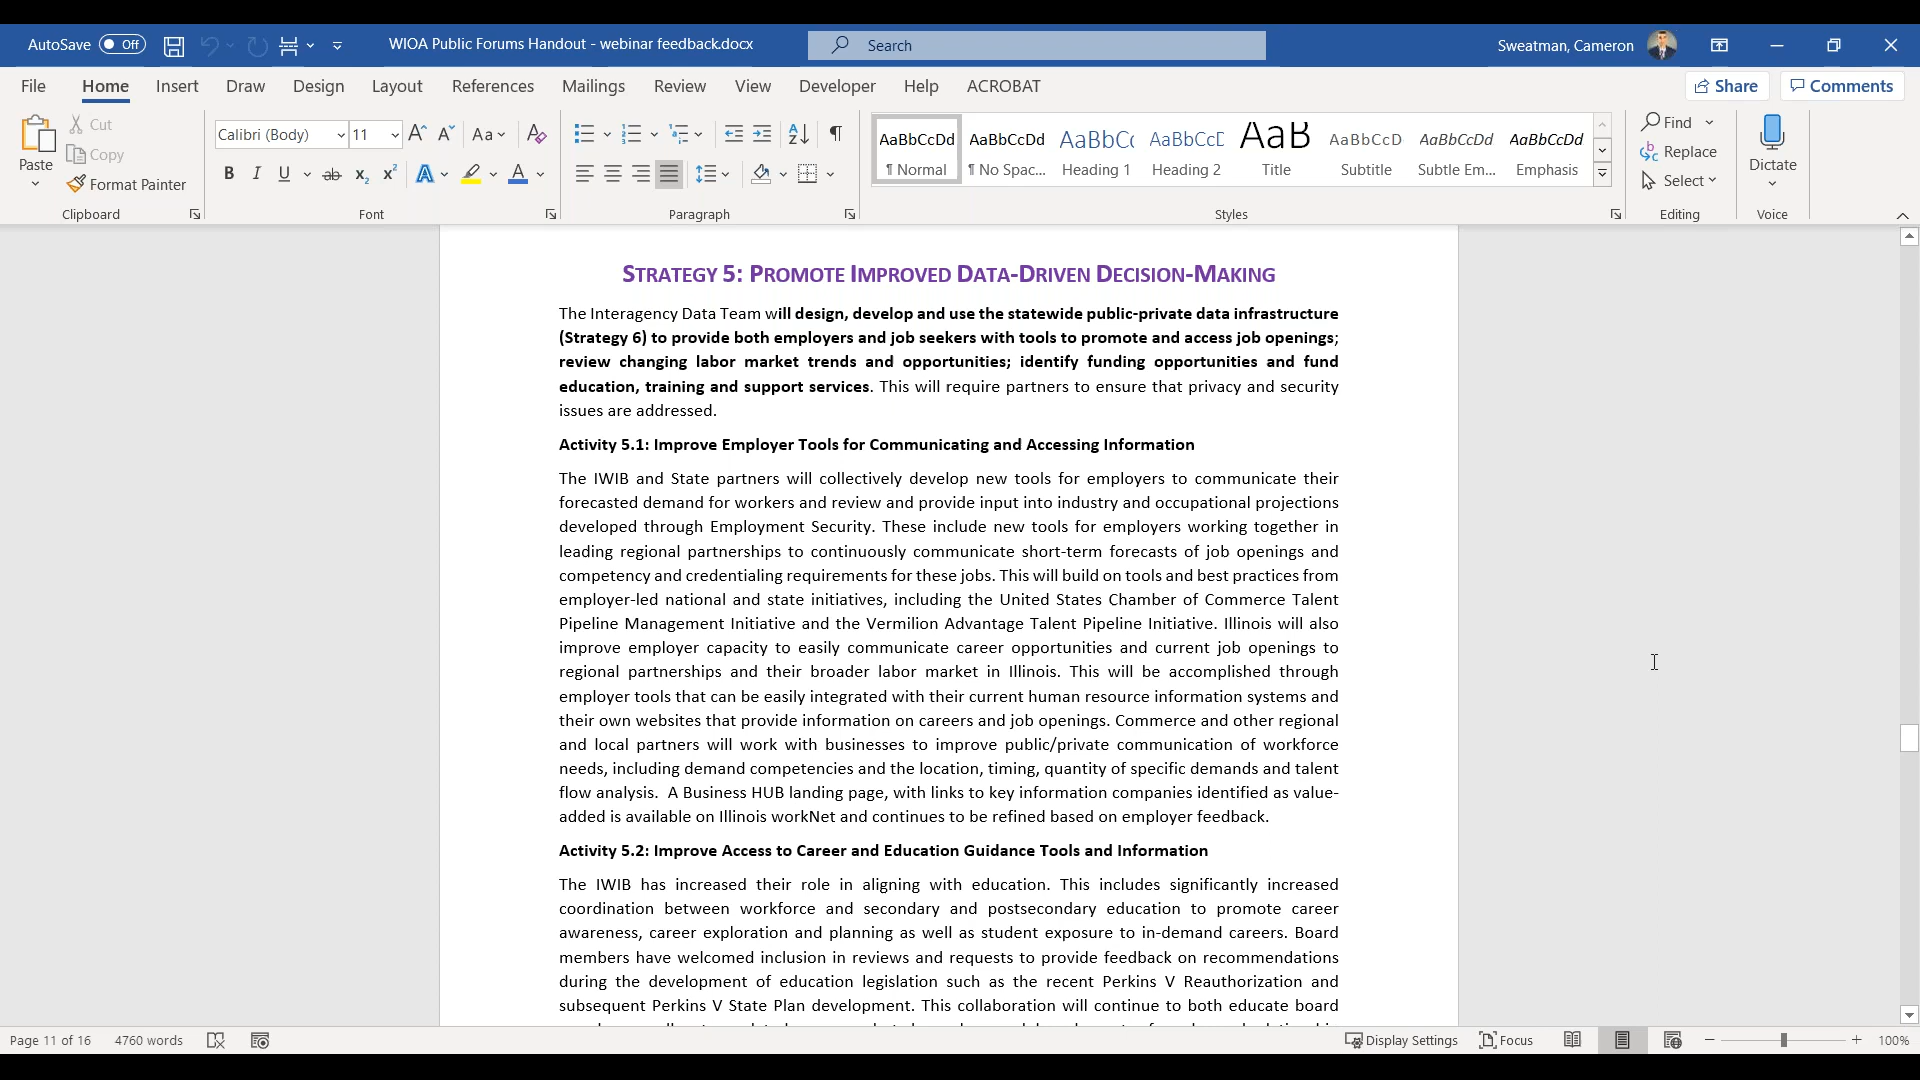 AutoSave Off WIOA Public Forums Handout - webinar feedback.docx Search Sweatman, Cameron
File Home Insert Draw Design Layout References Mailings Review View Developer Help ACROBAT Share Comments
Paste Cut Copy Format Painter
Calibri (Body) 11 Aa
B I U ab x₂ x² A A
AaBbCcDd AaBbCcDd AaBbC( AaBbCcD AaB AaBbCcD AaBbCcDd AaBbCcDd
¶ Normal ¶ No Spac... Heading 1 Heading 2 Title Subtitle Subtle Em... Emphasis
Find Replace Select Dictate
Clipboard Font Paragraph Styles Editing Voice
STRATEGY 5: PROMOTE IMPROVED DATA-DRIVEN DECISION-MAKING
The Interagency Data Team will design, develop and use the statewide public-private data infrastructure
(Strategy 6) to provide both employers and job seekers with tools to promote and access job openings;
review changing labor market trends and opportunities; identify funding opportunities and fund
education, training and support services. This will require partners to ensure that privacy and security
issues are addressed.
Activity 5.1: Improve Employer Tools for Communicating and Accessing Information
The IWIB and State partners will collectively develop new tools for employers to communicate their
forecasted demand for workers and review and provide input into industry and occupational projections
developed through Employment Security. These include new tools for employers working together in
leading regional partnerships to continuously communicate short-term forecasts of job openings and
competency and credentialing requirements for these jobs. This will build on tools and best practices from
employer-led national and state initiatives, including the United States Chamber of Commerce Talent
Pipeline Management Initiative and the Vermilion Advantage Talent Pipeline Initiative. Illinois will also
improve employer capacity to easily communicate career opportunities and current job openings to
regional partnerships and their broader labor market in Illinois. This will be accomplished through
employer tools that can be easily integrated with their current human resource information systems and
their own websites that provide information on careers and job openings. Commerce and other regional
and local partners will work with businesses to improve public/private communication of workforce
needs, including demand competencies and the location, timing, quantity of specific demands and talent
flow analysis. A Business HUB landing page, with links to key information companies identified as value-
added is available on Illinois workNet and continues to be refined based on employer feedback.
Activity 5.2: Improve Access to Career and Education Guidance Tools and Information
The IWIB has increased their role in aligning with education. This includes significantly increased
coordination between workforce and secondary and postsecondary education to promote career
awareness, career exploration and planning as well as student exposure to in-demand careers. Board
members have welcomed inclusion in reviews and requests to provide feedback on recommendations
during the development of education legislation such as the recent Perkins V Reauthorization and
subsequent Perkins V State Plan development. This collaboration will continue to both educate board
Page 11 of 16 4760 words Display Settings Focus 100%